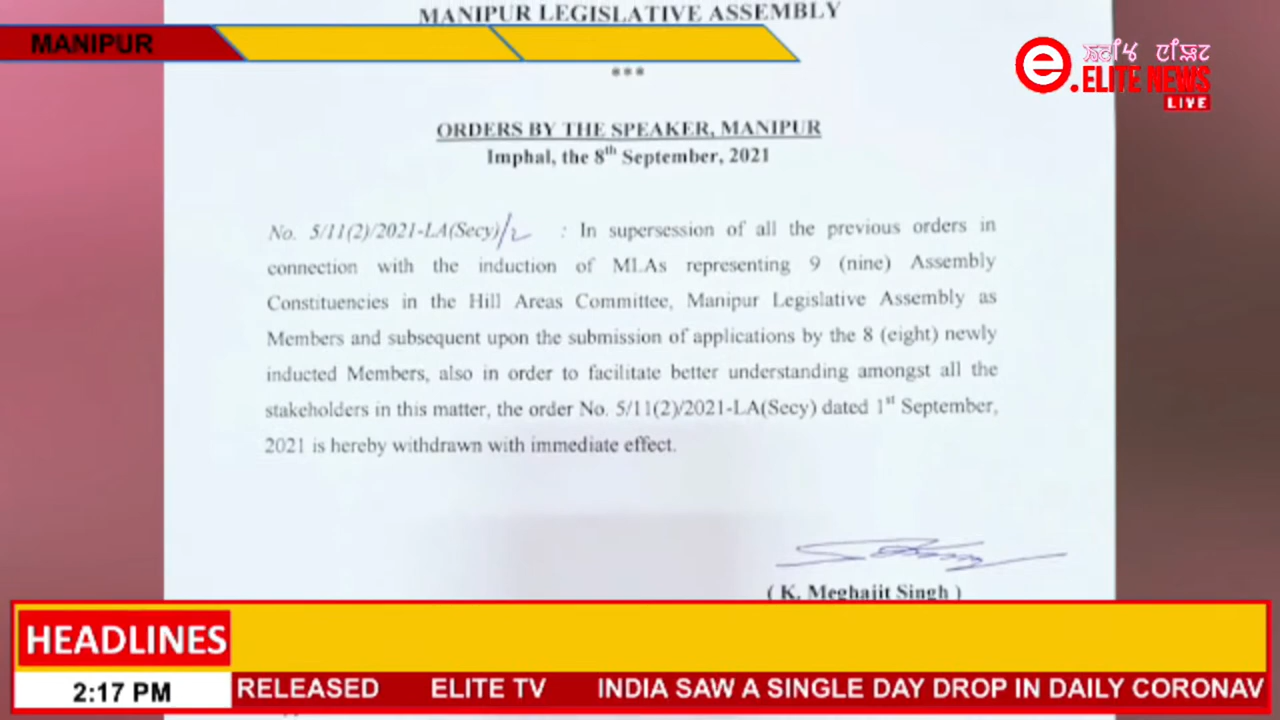 MANIPUR LEGISLATIVE ASSEMBLY
MANIPUR
e.ELITE NEWS
LIVE
ORDERS BY THE SPEAKER, MANIPUR
Imphal, the 8th September, 2021
No. 5/11(2)/2021-LA(Secy)/2 : In supersession of all the previous orders in
connection with the induction of MLAs representing 9 (nine) Assembly
Constituencies in the Hill Areas Committee, Manipur Legislative Assembly as
Members and subsequent upon the submission of applications by the 8 (eight) newly
inducted Members, also in order to facilitate better understanding amongst all the
stakeholders in this matter, the order No. 5/11(2)/2021-LA(Secy) dated 1st September,
2021 is hereby withdrawn with immediate effect.
( K. Meghajit Singh )
HEADLINES
2:17 PM
RELEASED ELITE TV INDIA SAW A SINGLE DAY DROP IN DAILY CORONAV